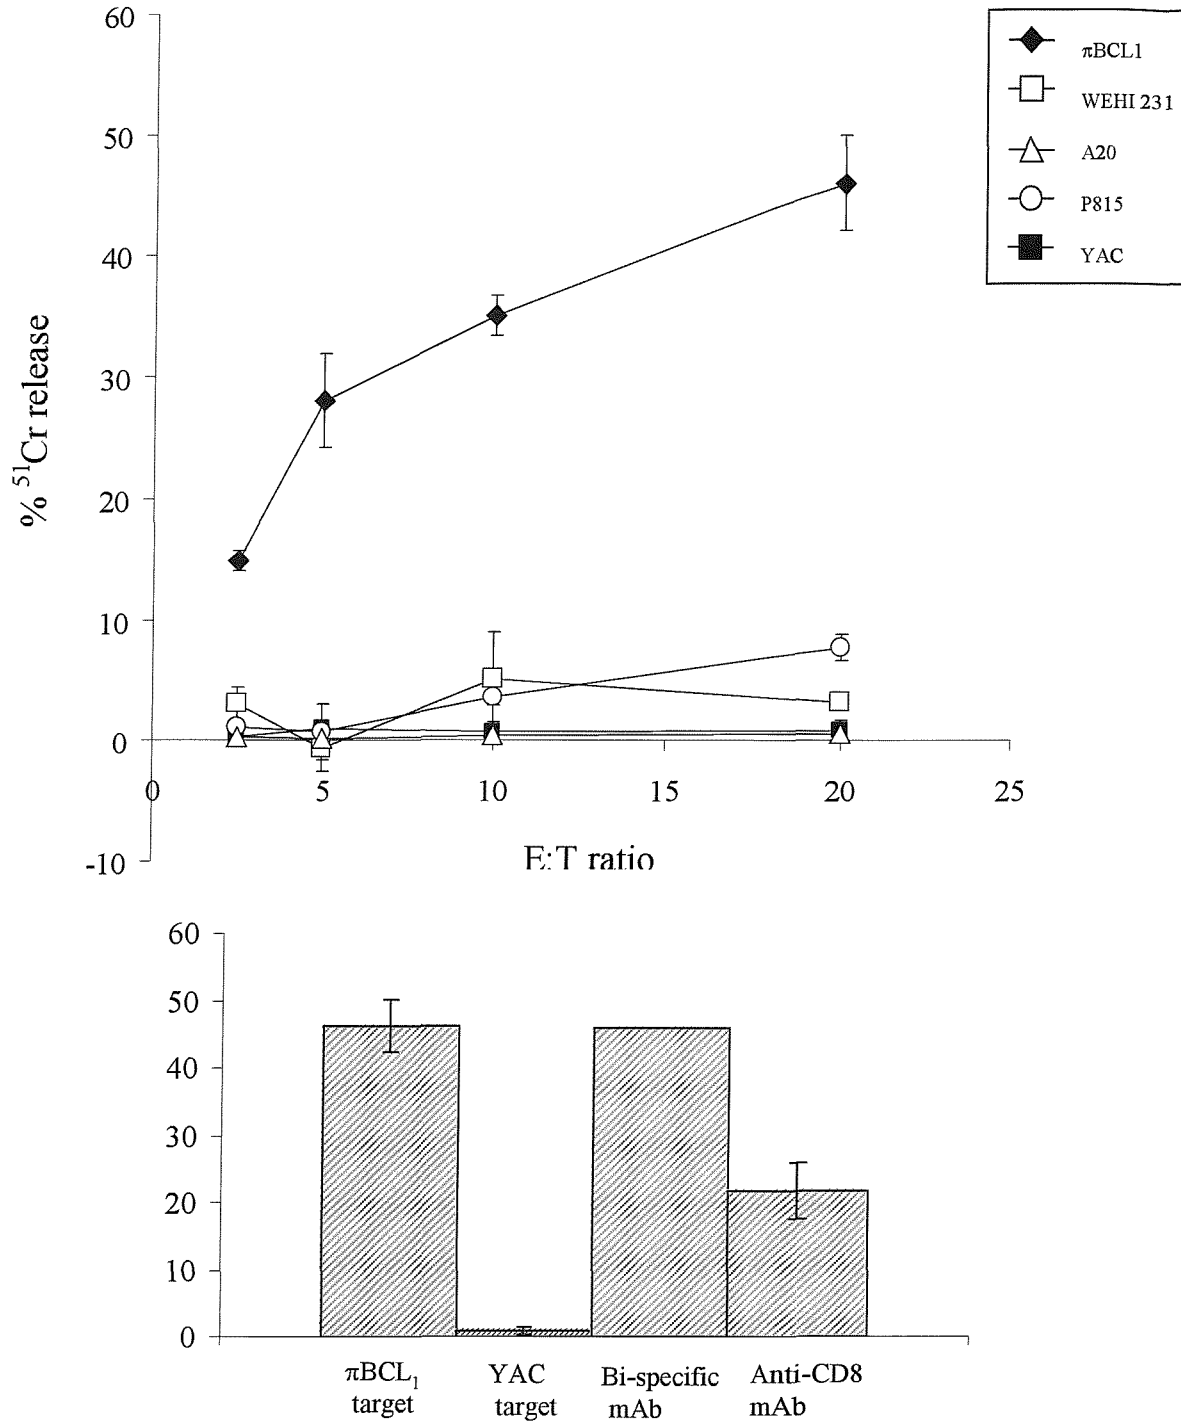 60
50
40
30
20
10
0
-10
% ⁵¹Cr release
0 5 10 15 20 25
E:T ratio
πBCL1
WEHI 231
A20
P815
YAC
60
50
40
30
20
10
0
πBCL₁ target
YAC target
Bi-specific mAb
Anti-CD8 mAb